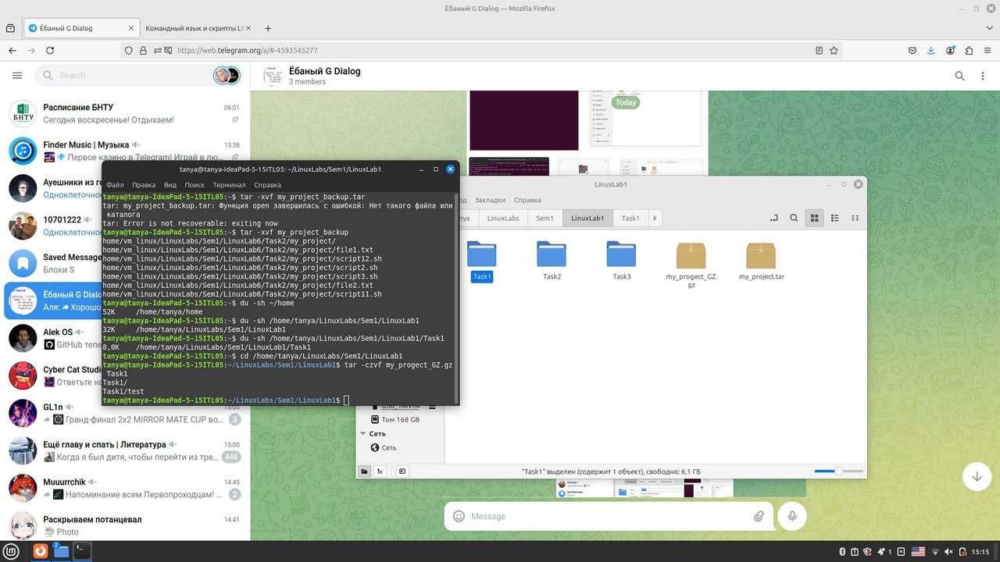 Ёбаный G Dialog — Mozilla Firefox
Ёбаный G Dialog
Командный язык и скрипты LI
https://web.telegram.org/a/#-4593545277
Search
Ёбаный G Dialog
3 members
Today
Расписание БНТУ
06:01
Сегодня воскресенье! Отдыхаем!
Finder Music | Музыка
13:38
Первое казино в Telegram! Играй в лю...
Аушники из г
Одноклеточно
10701222
Одноклеточно
Saved Message
Блоки S
Ёбаный G Dialo
Аля: Хорошо
Alek OS
GitHub тепе
Cyber Cat Studi
Ответьте на
GL1n
15:00
Гранд-финал 2x2 MIRROR MATE CUP во...
3
Ещё главу и спать | Литература
15:00
Когда я был дитя, чтобы перейти из тре...
448
Muuurrchik
14:45
Напоминание всем Первопроходцам! ...
2
Раскрываем потанцевал
14:41
Photo
tanya@tanya-IdeaPad-5-15ITL05: ~/LinuxLabs/Sem1/LinuxLab1
Файл Правка Вид Поиск Терминал Справка
tanya@tanya-IdeaPad-5-15ITL05:~$ tar -xvf my_project_backup.tar
tar: my_project_backup.tar: Функция open завершилась с ошибкой: Нет такого файла или
каталога
tar: Error is not recoverable: exiting now
tanya@tanya-IdeaPad-5-15ITL05:~$ tar -xvf my_project_backup
home/vm_linux/LinuxLabs/Sem1/LinuxLab6/Task2/my_project/
home/vm_linux/LinuxLabs/Sem1/LinuxLab6/Task2/my_project/file1.txt
home/vm_linux/LinuxLabs/Sem1/LinuxLab6/Task2/my_project/script12.sh
home/vm_linux/LinuxLabs/Sem1/LinuxLab6/Task2/my_project/script2.sh
home/vm_linux/LinuxLabs/Sem1/LinuxLab6/Task2/my_project/script3.sh
home/vm_linux/LinuxLabs/Sem1/LinuxLab6/Task2/my_project/file2.txt
home/vm_linux/LinuxLabs/Sem1/LinuxLab6/Task2/my_project/script11.sh
tanya@tanya-IdeaPad-5-15ITL05:~$ du -sh ~/home
52K /home/tanya/home
tanya@tanya-IdeaPad-5-15ITL05:~$ du -sh /home/tanya/LinuxLabs/Sem1/LinuxLab1
32K /home/tanya/LinuxLabs/Sem1/LinuxLab1
tanya@tanya-IdeaPad-5-15ITL05:~$ du -sh /home/tanya/LinuxLabs/Sem1/LinuxLab1/Task1
8,0K /home/tanya/LinuxLabs/Sem1/LinuxLab1/Task1
tanya@tanya-IdeaPad-5-15ITL05:~$ cd /home/tanya/LinuxLabs/Sem1/LinuxLab1
tanya@tanya-IdeaPad-5-15ITL05:~/LinuxLabs/Sem1/LinuxLab1$ tar -czvf my_progect_GZ.gz
Task1
Task1/
Task1/test
tanya@tanya-IdeaPad-5-15ITL05:~/LinuxLabs/Sem1/LinuxLab1$
LinuxLab1
од Закладки Справка
nya LinuxLabs Sem1 LinuxLab1 Task1
Task1
Task2
Task3
my_progect_GZ.
gz
my_project.tar
USB_TANYA
Том 168 GB
Сеть
Сеть
"Task1" выделен (содержит 1 объект), свободно: 6,1 ГБ
Message
2
1
15:15